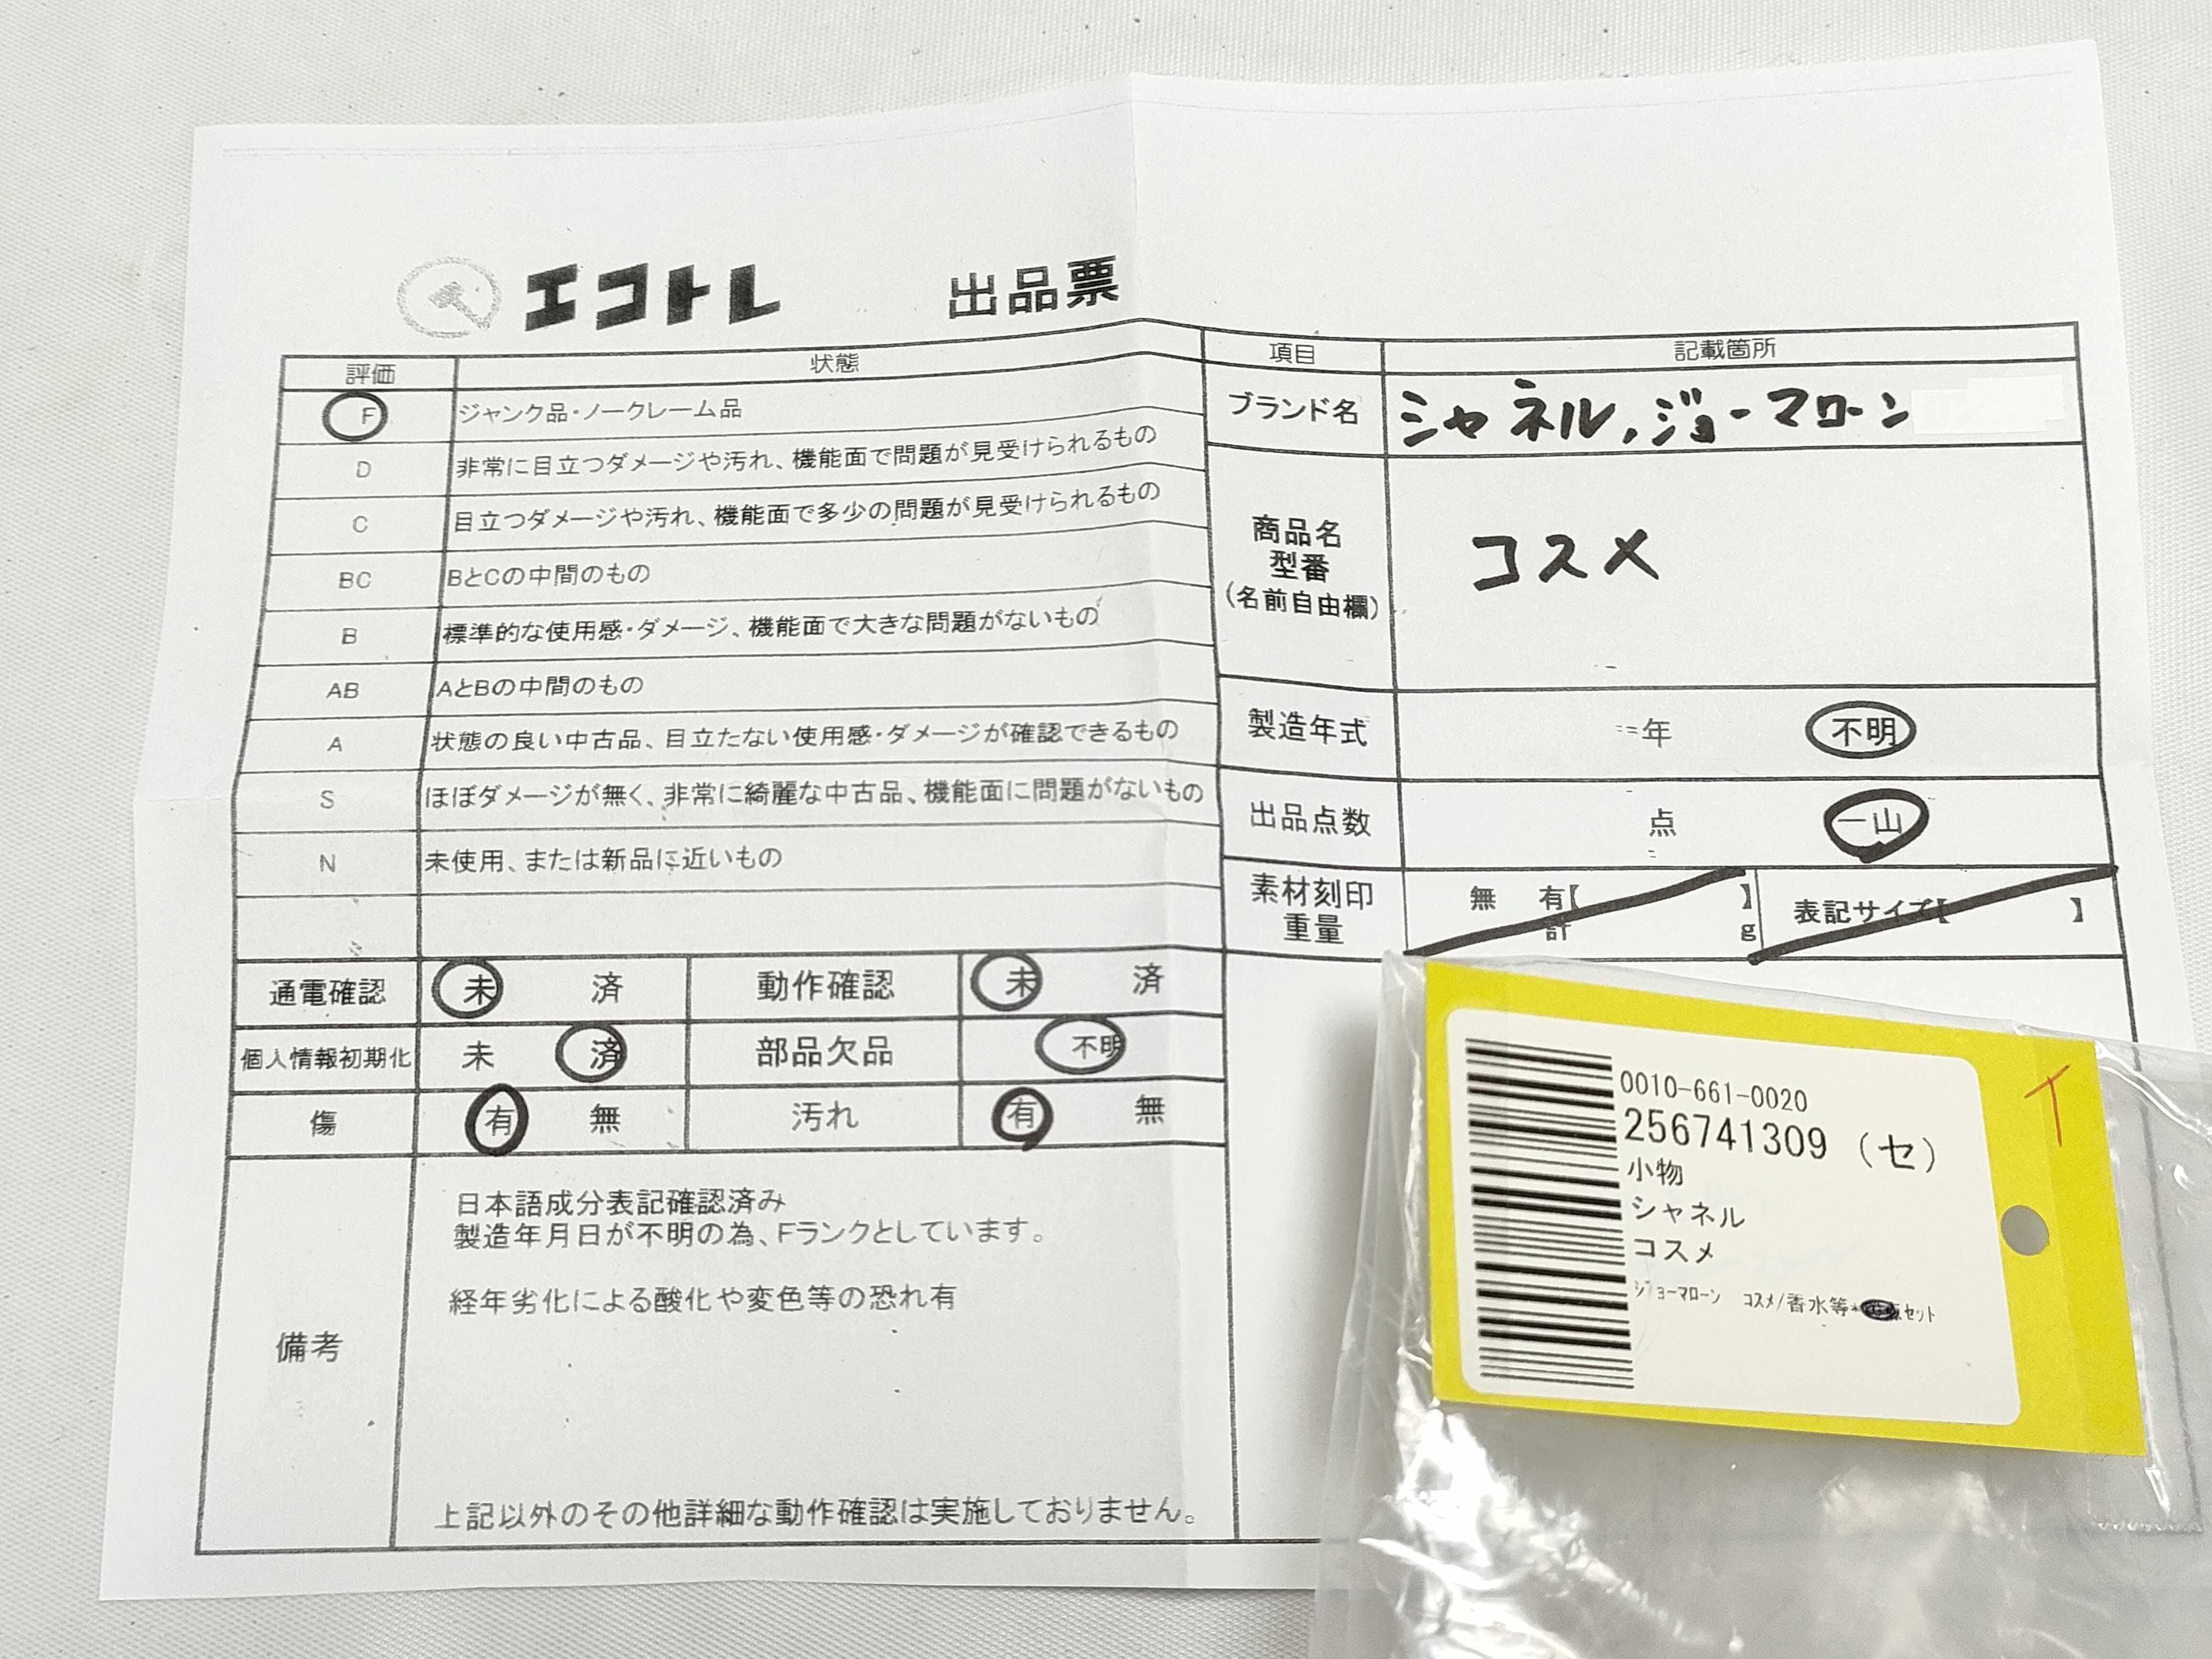 エコトレ 出品票
評価 状態
F ジャンク品・ノークレーム品
D 非常に目立つダメージや汚れ、機能面で問題が見受けられるもの
C 目立つダメージや汚れ、機能面で多少の問題が見受けられるもの
BC BとCの中間のもの
B 標準的な使用感・ダメージ、機能面で大きな問題がないもの
AB AとBの中間のもの
A 状態の良い中古品、目立たない使用感・ダメージが確認できるもの
S ほぼダメージが無く、非常に綺麗な中古品、機能面に問題がないもの
N 未使用、または新品に近いもの
通電確認 未 済 動作確認 未 済
個人情報初期化 未 済 部品欠品 不明
傷 有 無 汚れ 有 無
備考
日本語成分表記確認済み
製造年月日が不明の為、Fランクとしています。
経年劣化による酸化や変色等の恐れ有
上記以外のその他詳細な動作確認は実施しておりません。
項目 記載箇所
ブランド名 シャネル,ジョーマローン
商品名
型番
(名前自由欄)
コスメ
製造年式 年 不明
出品点数 点 一山
素材刻印
重量
無 有【 】
計 g
表記サイズ【 】
0010-661-0020
256741309 (セ)
小物
シャネル
コスメ
ジョーマローン コスメ/香水等 セット
イ